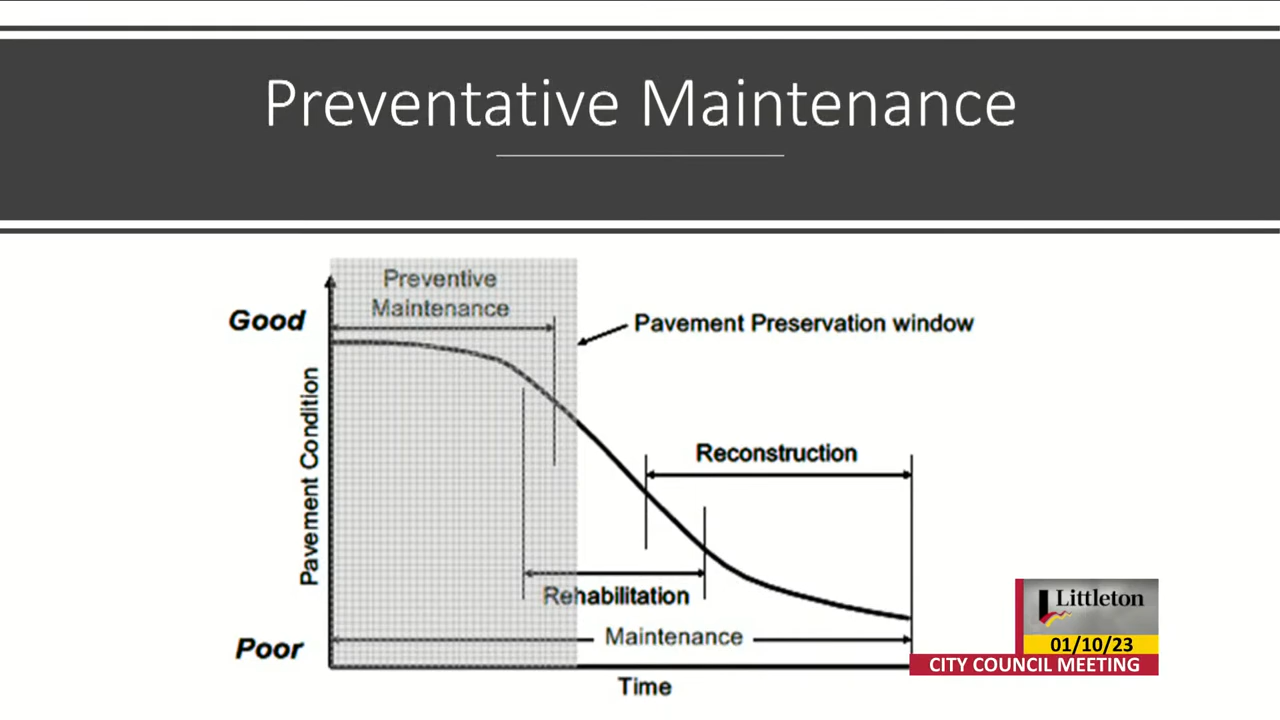 Preventative Maintenance
Preventive
Maintenance
Good
Pavement Preservation window
Pavement Condition
Reconstruction
Rehabilitation
Maintenance
Poor
Time
Littleton
01/10/23
CITY COUNCIL MEETING